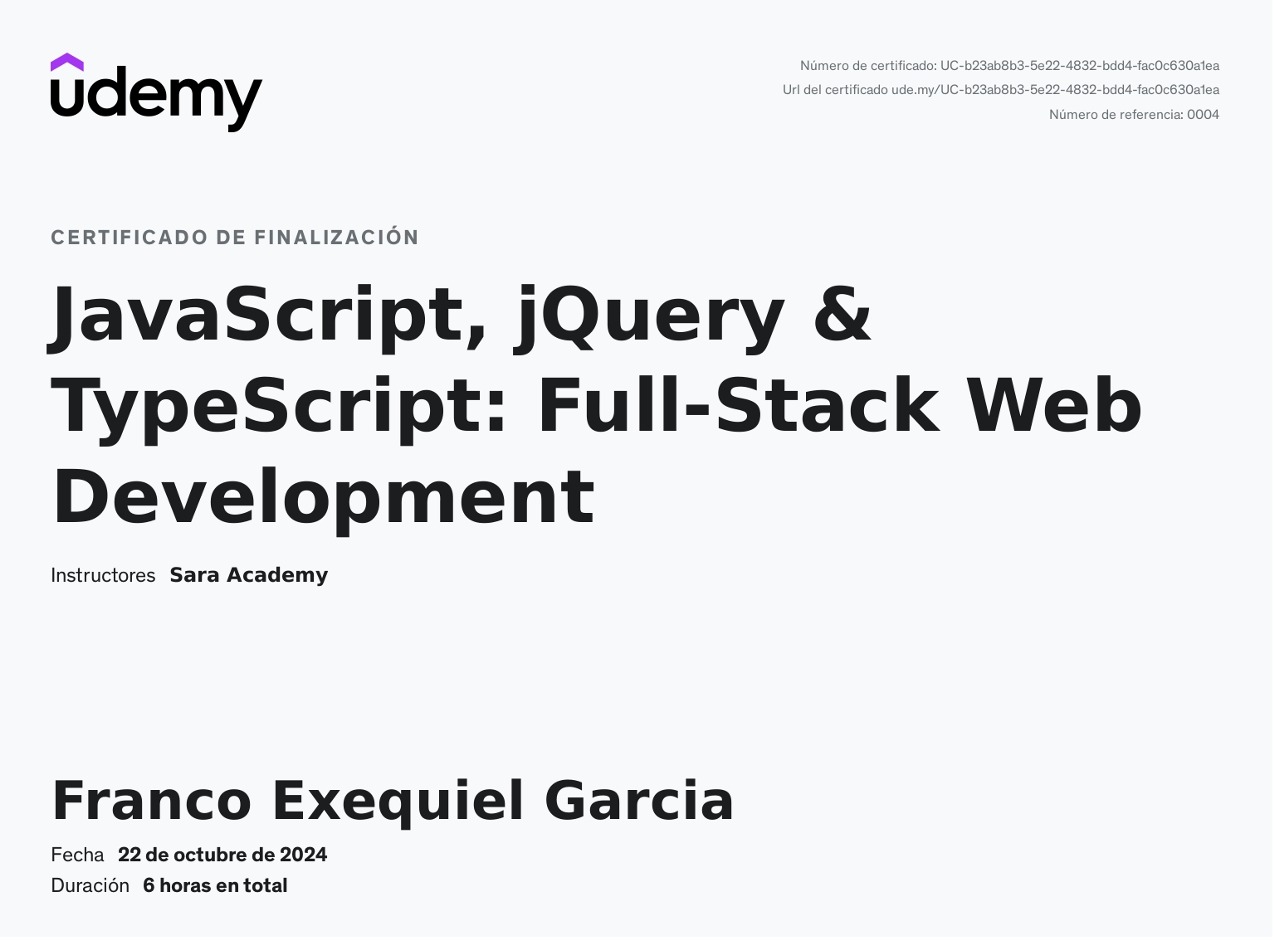 udemy
Número de certificado: UC-b23ab8b3-5e22-4832-bdd4-fac0c630a1ea
Url del certificado ude.my/UC-b23ab8b3-5e22-4832-bdd4-fac0c630a1ea
Número de referencia: 0004
CERTIFICADO DE FINALIZACIÓN
JavaScript, jQuery &
TypeScript: Full-Stack Web
Development
Instructores Sara Academy
Franco Exequiel Garcia
Fecha 22 de octubre de 2024
Duración 6 horas en total